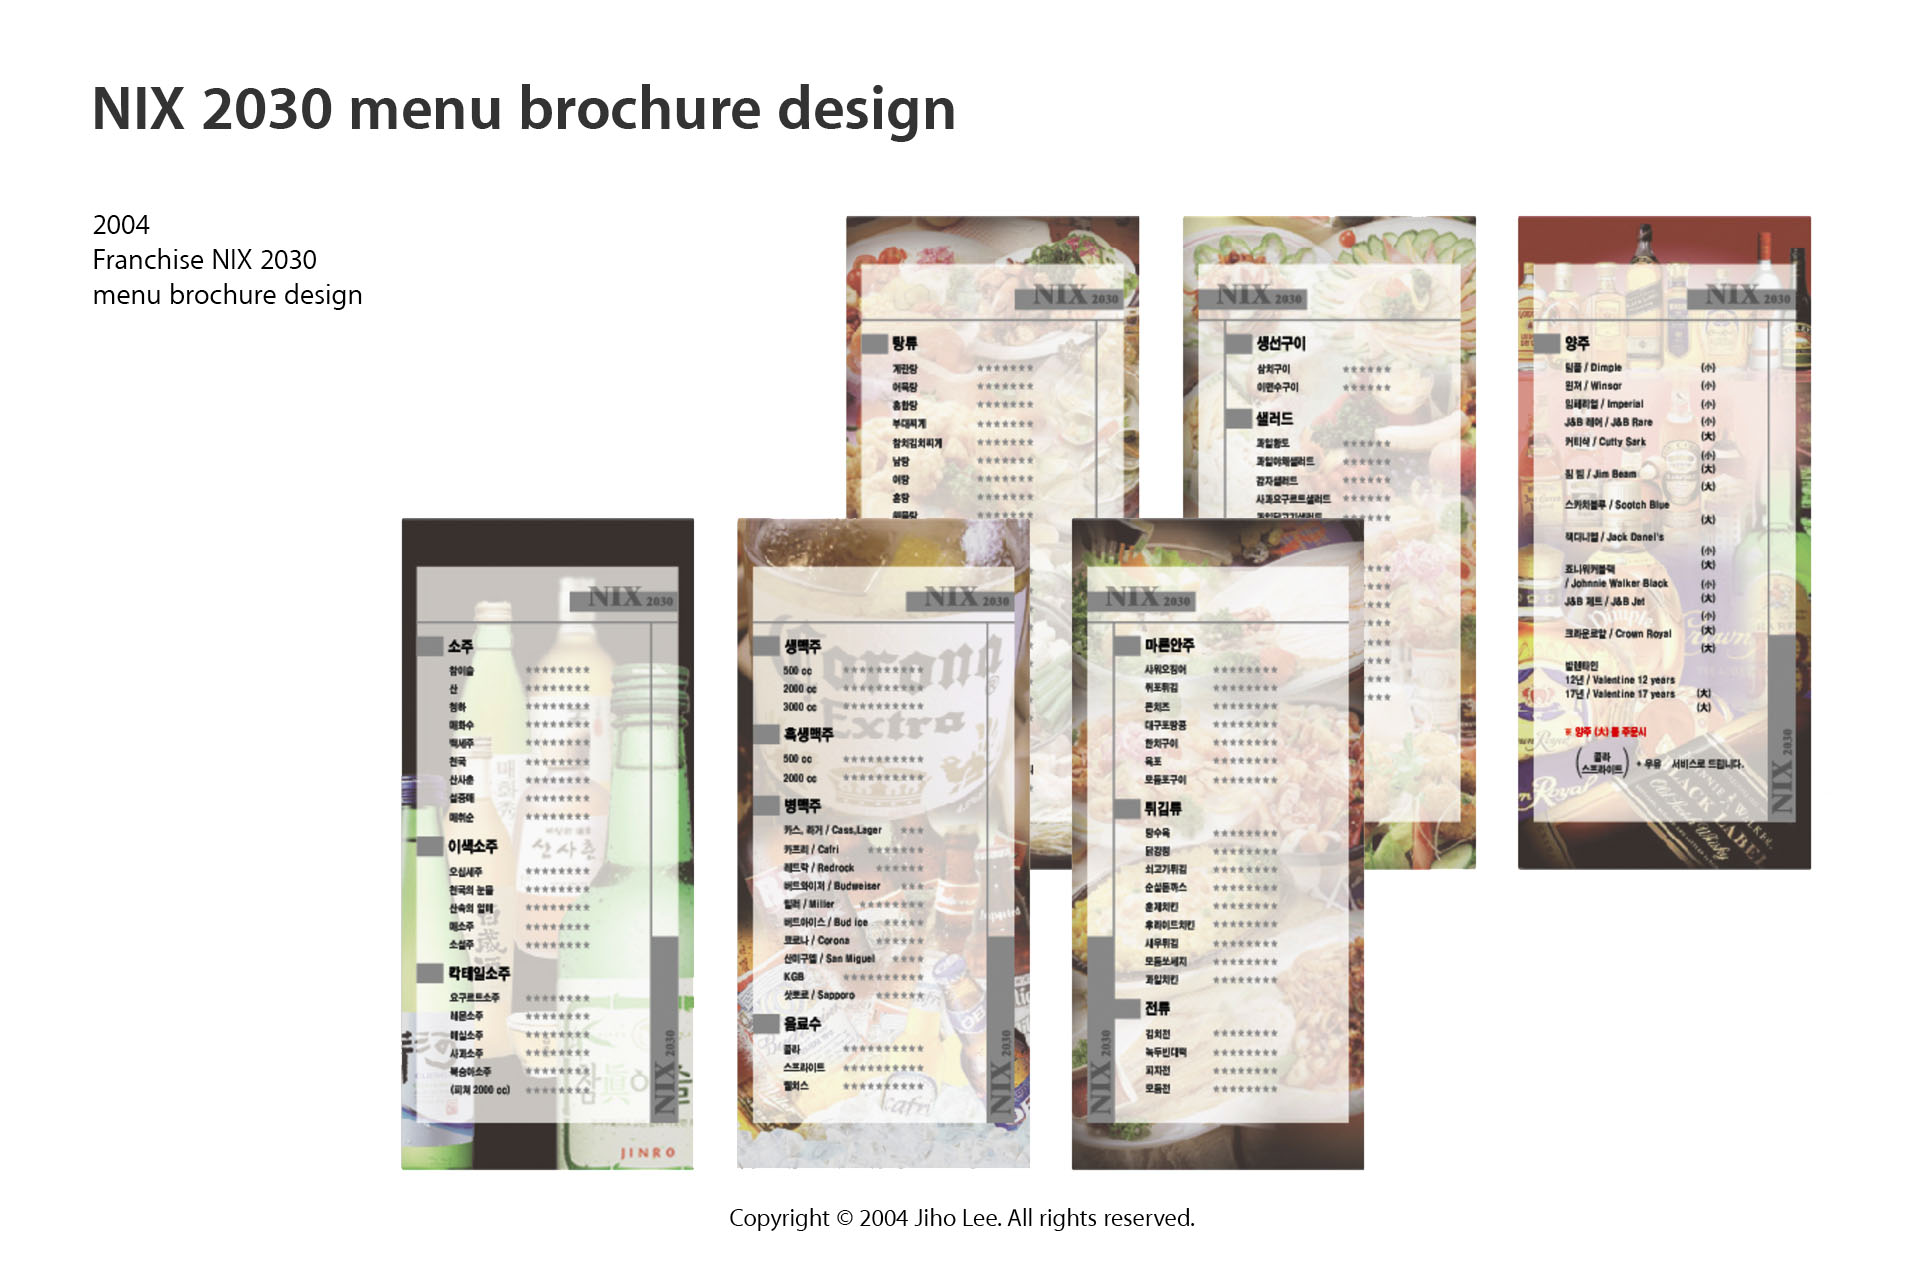 NIX 2030 menu brochure design
2004
Franchise NIX 2030
menu brochure design
NIX 2030
탕류
계란탕 *******
어묵탕 *******
홍합탕 *******
부대찌게 *******
참치김치찌게 *******
남탕 *******
여탕 *******
혼탕 *******
해물탕 *******
NIX 2030
생선구이
삼치구이 ******
이면수구이 ******
샐러드
과일황도 ******
과일야채샐러드 ******
감자샐러드 ******
사과요구르트샐러드 ******
NIX 2030
양주
딤플 / Dimple (小)
윈저 / Winsor (小)
임페리얼 / Imperial (小)
J&B 레어 / J&B Rare (小)
(大)
커티삭 / Cutty Sark
(小)
(大)
짐 빔 / Jim Beam
(大)
스카치블루 / Scotch Blue
(大)
잭다니엘 / Jack Danel's
(小)
(大)
죠니워커블랙
/ Johnnie Walker Black (小)
J&B 제트 / J&B Jet (大)
(小)
크라운로얄 / Crown Royal (大)
(大)
발렌타인
12년 / Valentine 12 years
17년 / Valentine 17 years (大)
(大)
※ 양주 (大) 를 주문시
(콜라
스프라이트) + 우유 서비스로 드립니다.
NIX 2030
NIX 2030
소주
참이슬 ********
산 ********
청하 ********
매화수 ********
백세주 ********
천국 ********
산사춘 ********
설중매 ********
매취순 ********
이색소주
오십세주 ********
천국의 눈물 ********
산속의 일매 ********
매소주 ********
소설주 ********
칵테일소주
요구르트소주 ********
레몬소주 ********
매실소주 ********
사과소주 ********
복숭아소주 ********
(피쳐 2000 cc) ********
NIX 2030
JINRO
NIX 2030
생맥주
500 cc **********
2000 cc **********
3000 cc **********
흑생맥주
500 cc **********
2000 cc **********
병맥주
카스, 라거 / Cass,Lager ***
카프리 / Cafri *******
레드락 / Redrock ******
버드와이저 / Budweiser ***
밀러 / Miller ********
버드아이스 / Bud ice *****
코로나 / Corona ******
산미구엘 / San Miguel ****
KGB **********
삿뽀로 / Sapporo ******
음료수
콜라 **********
스프라이트 **********
웰치스 **********
NIX 2030
Corona
Extra
cafri
NIX 2030
마른안주
사워오징어 ********
쥐포튀김 ********
콘치즈 ********
대구포땅콩 ********
한치구이 ********
육포 ********
모듬포구이 ********
튀김류
탕수육 ********
닭강정 ********
쇠고기튀김 ********
순살돈까스 ********
훈제치킨 ********
후라이드치킨 ********
새우튀김 ********
모듬쏘세지 ********
과일치킨 ********
전류
김치전 ********
녹두빈대떡 ********
피자전 ********
모듬전 ********
NIX 2030
Copyright © 2004 Jiho Lee. All rights reserved.